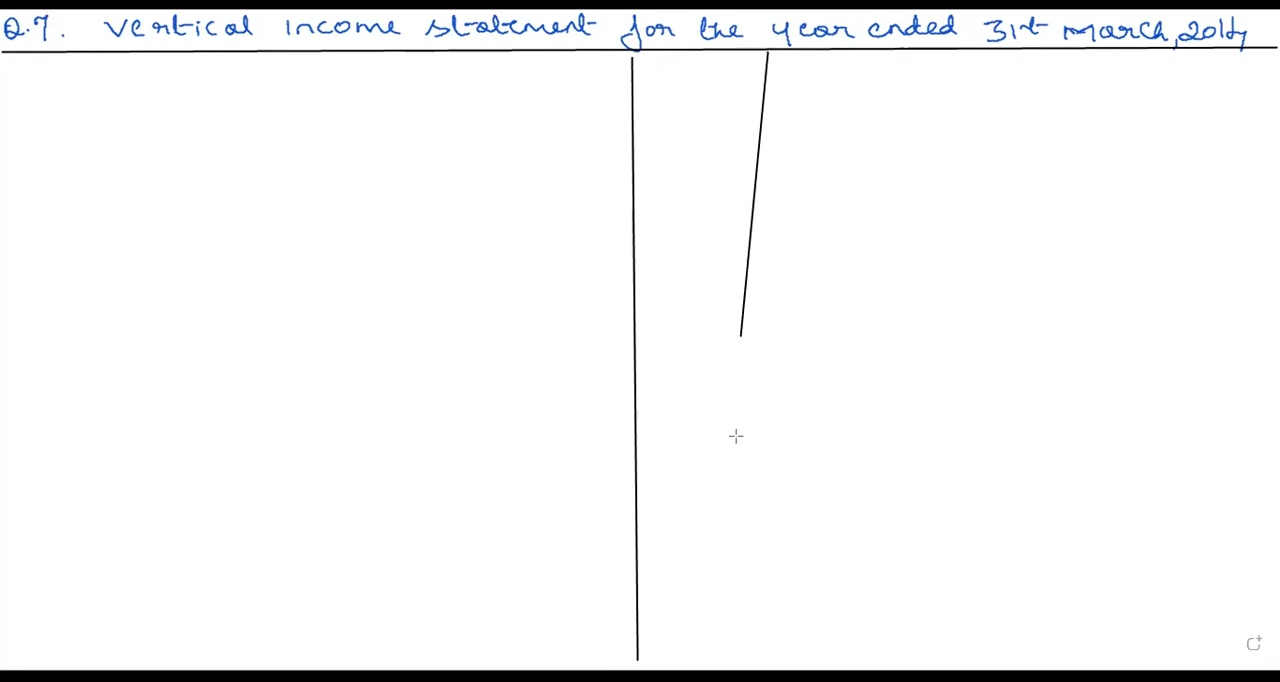 Q.7. Vertical income statement for the year ended 31st March, 2014